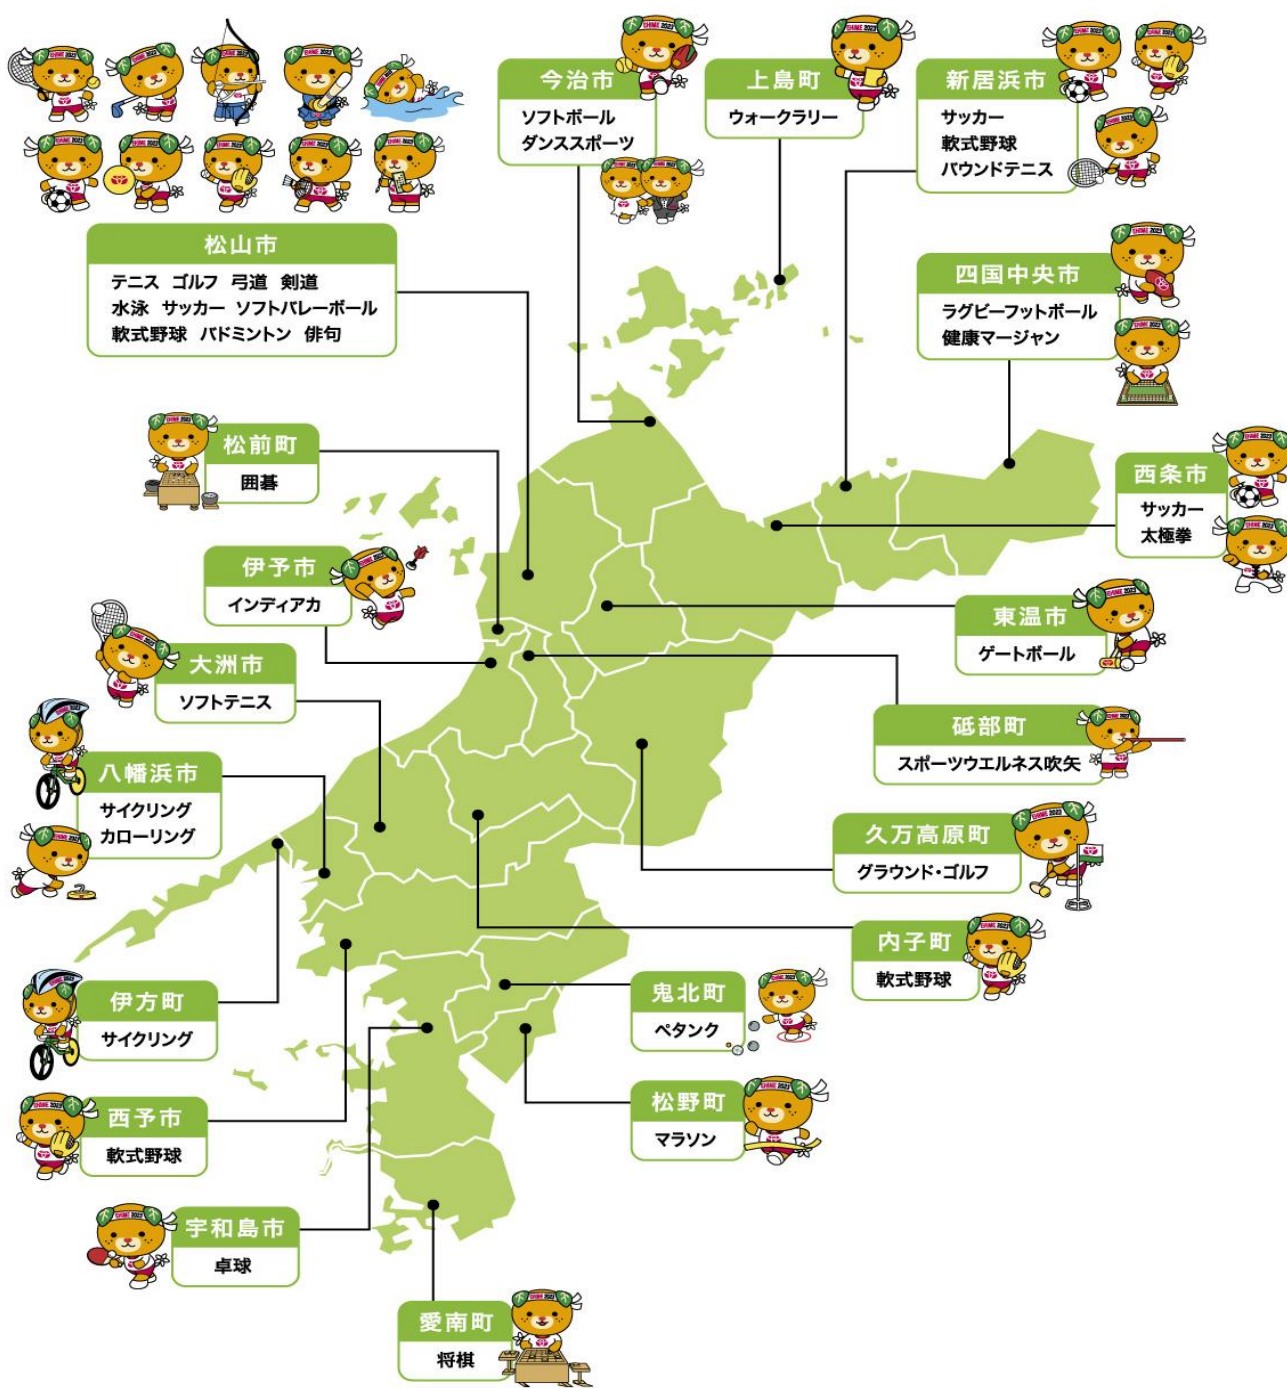 今治市
ソフトボール
ダンススポーツ
上島町
ウォークラリー
新居浜市
サッカー
軟式野球
バウンドテニス
松山市
テニス ゴルフ 弓道 剣道
水泳 サッカー ソフトバレーボール
軟式野球 バドミントン 俳句
四国中央市
ラグビーフットボール
健康マージャン
松前町
囲碁
西条市
サッカー
太極拳
伊予市
インディアカ
東温市
ゲートボール
大洲市
ソフトテニス
砥部町
スポーツウエルネス吹矢
八幡浜市
サイクリング
カローリング
久万高原町
グラウンド・ゴルフ
内子町
軟式野球
伊方町
サイクリング
鬼北町
ペタンク
西予市
軟式野球
松野町
マラソン
宇和島市
卓球
愛南町
将棋